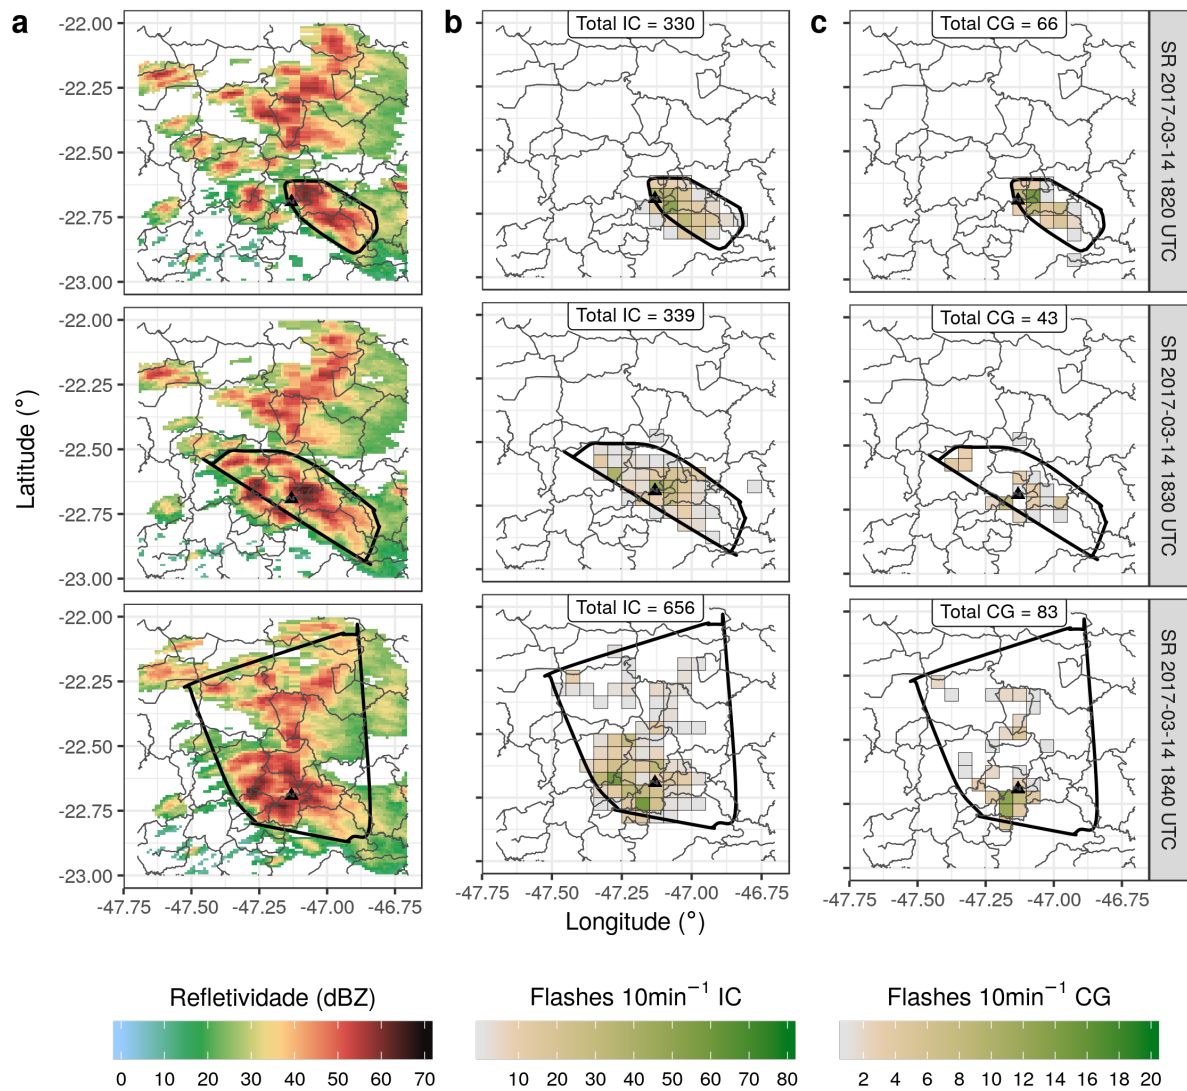 a
b
c
Total IC = 330
Total CG = 66
-22.00
-22.25
-22.50
-22.75
-23.00
SR 2017-03-14 1820 UTC
Total IC = 339
Total CG = 43
-22.00
-22.25
-22.50
-22.75
-23.00
SR 2017-03-14 1830 UTC
Latitude (°)
Total IC = 656
Total CG = 83
-22.00
-22.25
-22.50
-22.75
-23.00
SR 2017-03-14 1840 UTC
-47.75 -47.50 -47.25 -47.00 -46.75
-47.75 -47.50 -47.25 -47.00 -46.75
-47.75 -47.50 -47.25 -47.00 -46.75
Longitude (°)
Refletividade (dBZ)
0 10 20 30 40 50 60 70
Flashes 10min⁻¹ IC
10 20 30 40 50 60 70 80
Flashes 10min⁻¹ CG
2 4 6 8 10 12 14 16 18 20